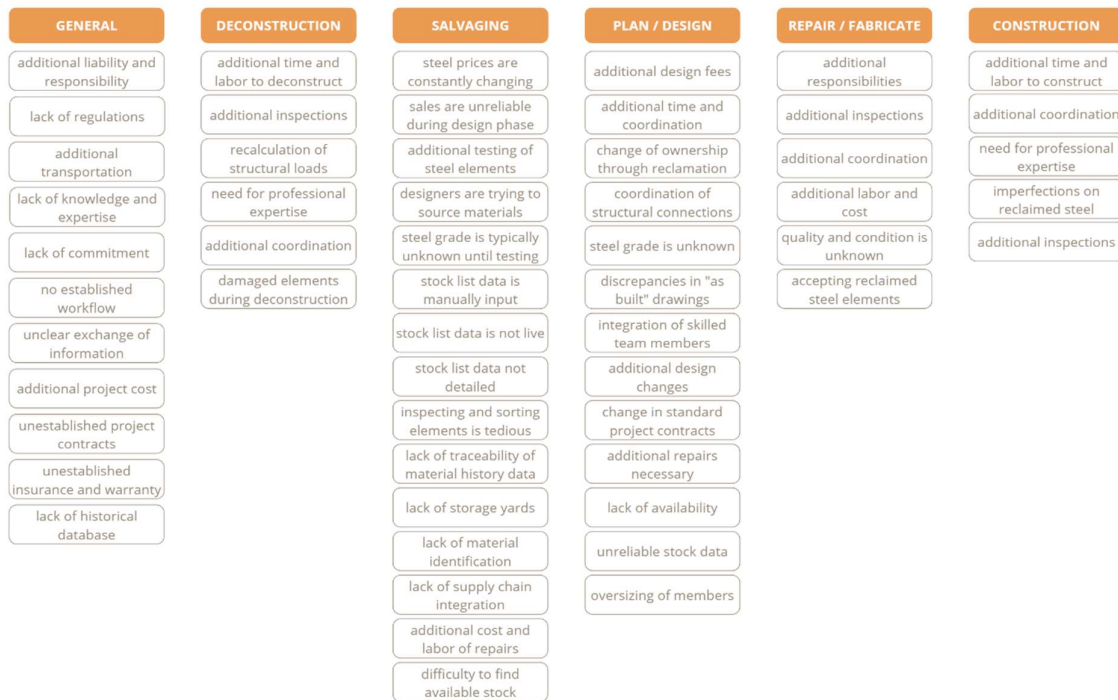 GENERAL
additional liability and
responsibility
lack of regulations
additional
transportation
lack of knowledge and
expertise
lack of commitment
no established
workflow
unclear exchange of
information
additional project cost
unestablished project
contracts
unestablished
insurance and warranty
lack of historical
database
DECONSTRUCTION
additional time and
labor to deconstruct
additional inspections
recalculation of
structural loads
need for professional
expertise
additional coordination
damaged elements
during deconstruction
SALVAGING
steel prices are
constantly changing
sales are unreliable
during design phase
additional testing of
steel elements
designers are trying to
source materials
steel grade is typically
unknown until testing
stock list data is
manually input
stock list data is not live
stock list data not
detailed
inspecting and sorting
elements is tedious
lack of traceability of
material history data
lack of storage yards
lack of material
identification
lack of supply chain
integration
additional cost and
labor of repairs
difficulty to find
available stock
PLAN / DESIGN
additional design fees
additional time and
coordination
change of ownership
through reclamation
coordination of
structural connections
steel grade is unknown
discrepancies in "as
built" drawings
integration of skilled
team members
additional design
changes
change in standard
project contracts
additional repairs
necessary
lack of availability
unreliable stock data
oversizing of members
REPAIR / FABRICATE
additional
responsibilities
additional inspections
additional coordination
additional labor and
cost
quality and condition is
unknown
accepting reclaimed
steel elements
CONSTRUCTION
additional time and
labor to construct
additional coordination
need for professional
expertise
imperfections on
reclaimed steel
additional inspections